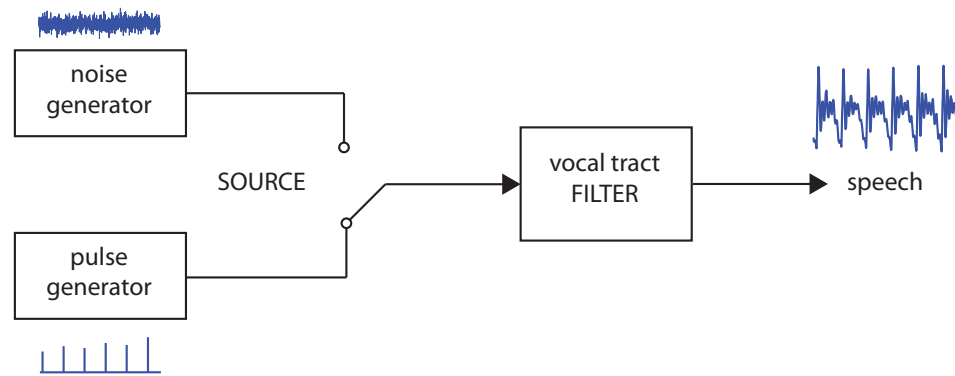 noise
generator
SOURCE
vocal tract
FILTER
speech
pulse
generator